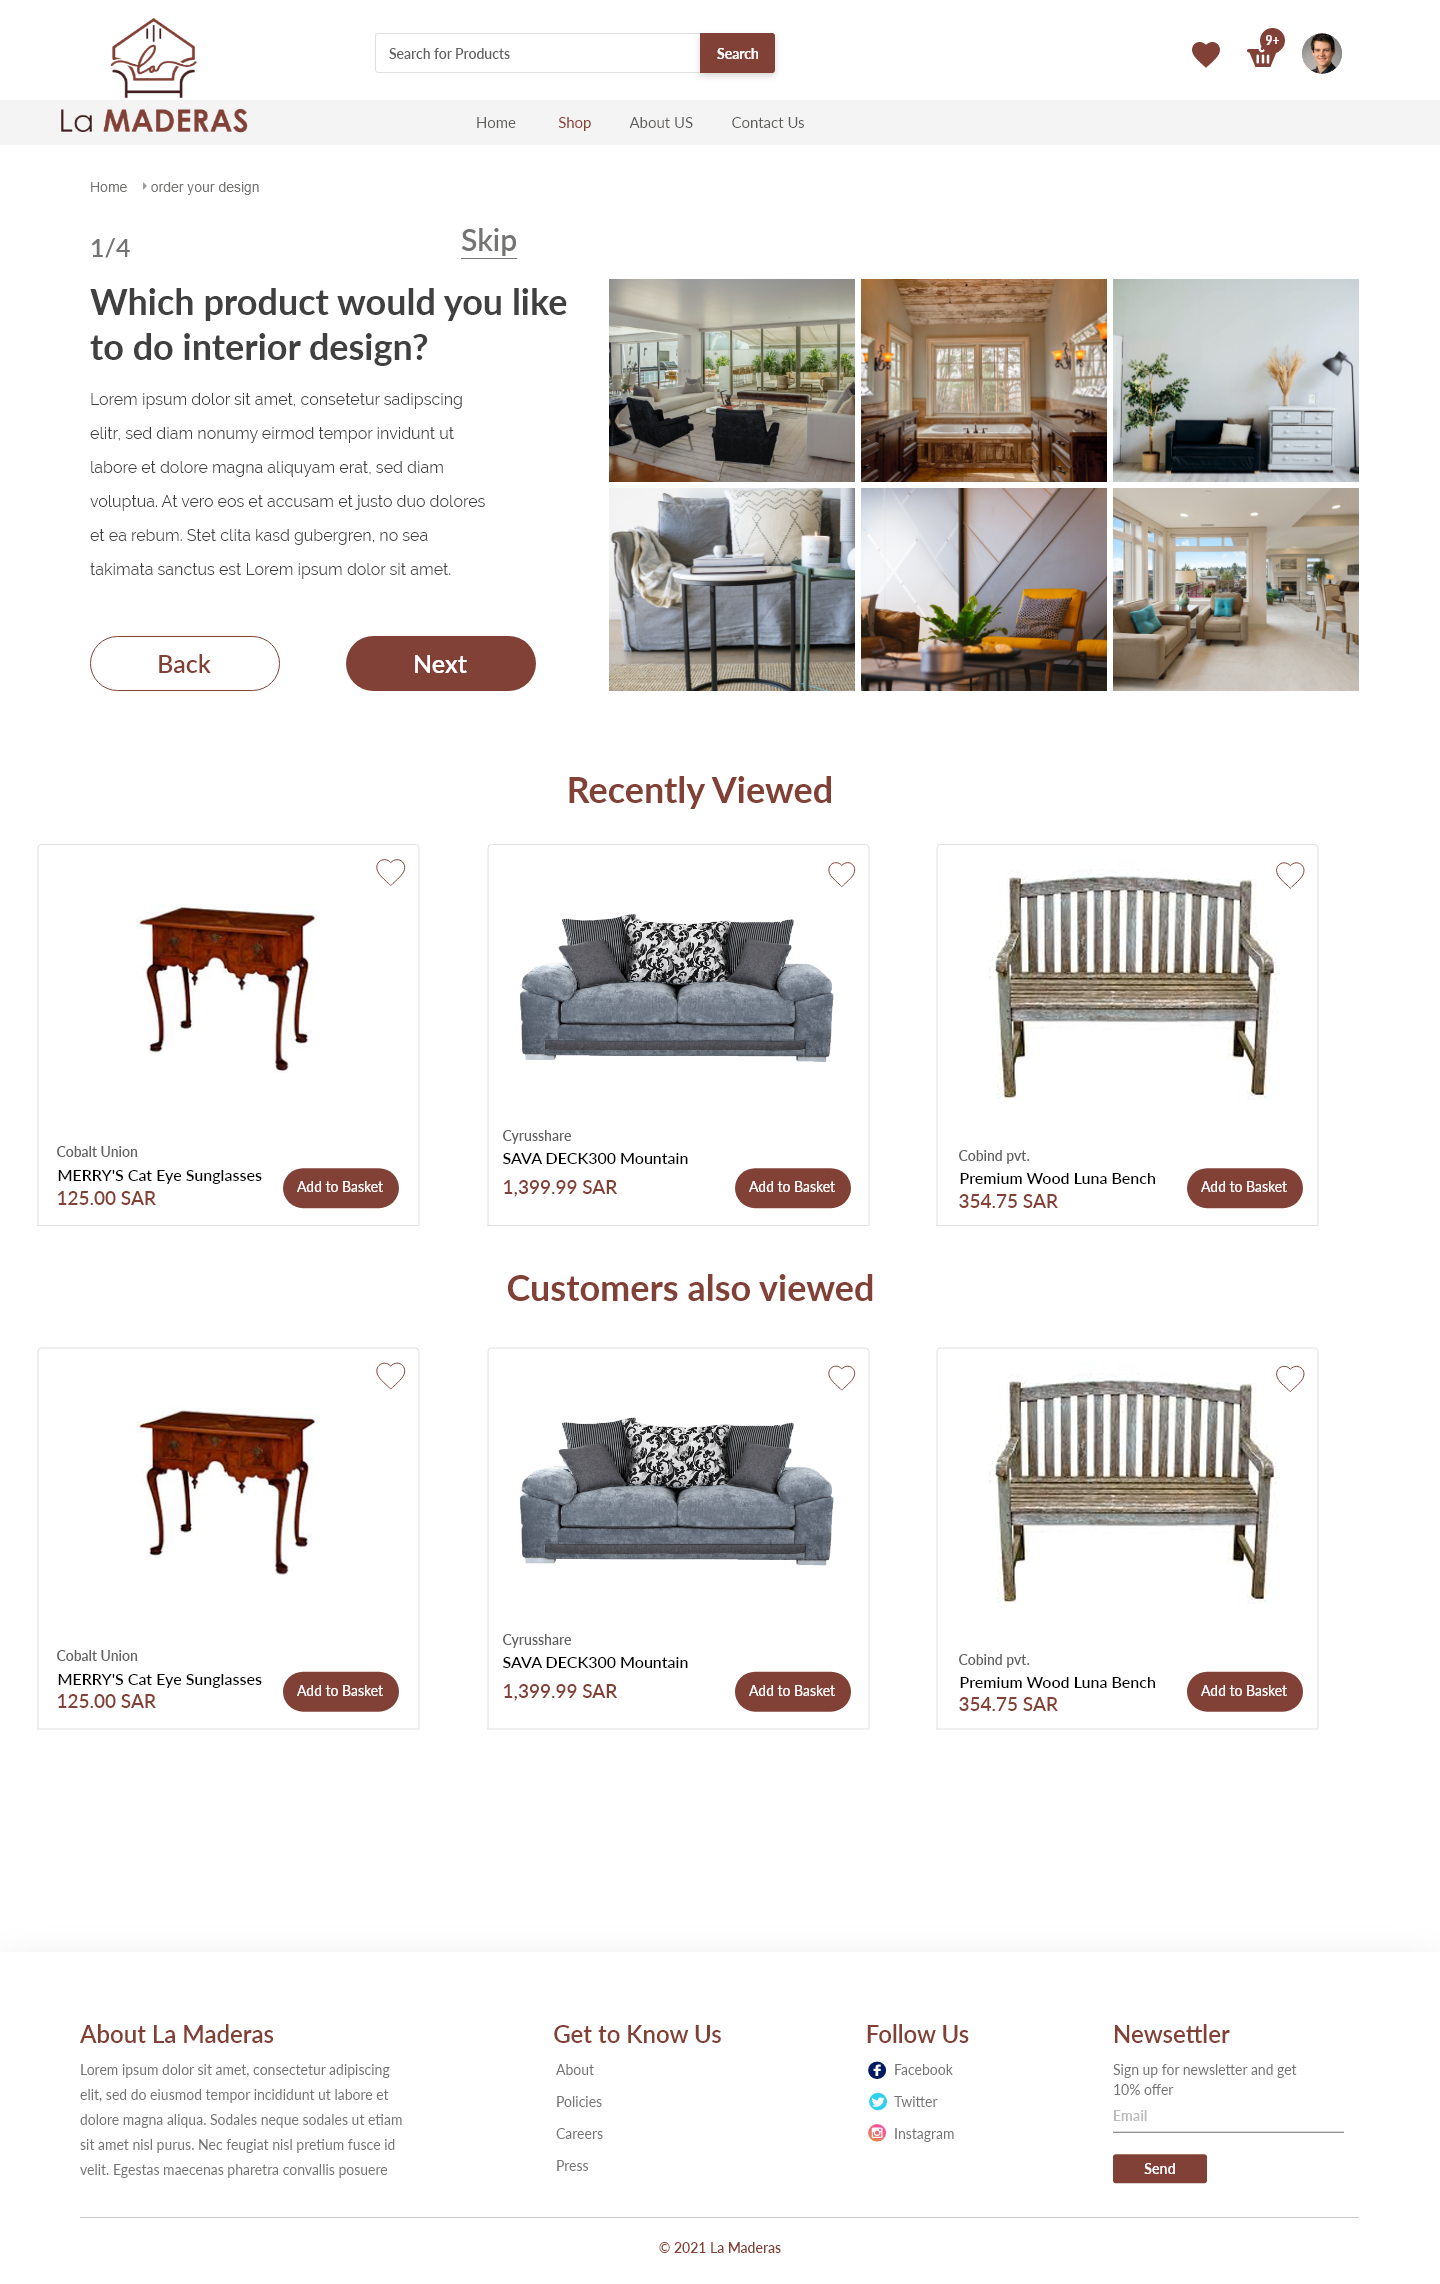 Search for Products
Search
9+
La MADERAS
Home
Shop
About US
Contact Us
Home
order your design
1/4
Skip
Which product would you like
to do interior design?
Lorem ipsum dolor sit amet, consetetur sadipscing
elitr, sed diam nonumy eirmod tempor invidunt ut
labore et dolore magna aliquyam erat, sed diam
voluptua. At vero eos et accusam et justo duo dolores
et ea rebum. Stet clita kasd gubergren, no sea
takimata sanctus est Lorem ipsum dolor sit amet.
Back
Next
Recently Viewed
Cobalt Union
MERRY'S Cat Eye Sunglasses
125.00 SAR
Add to Basket
Cyrusshare
SAVA DECK300 Mountain
1,399.99 SAR
Add to Basket
Cobind pvt.
Premium Wood Luna Bench
354.75 SAR
Add to Basket
Customers also viewed
Cobalt Union
MERRY'S Cat Eye Sunglasses
125.00 SAR
Add to Basket
Cyrusshare
SAVA DECK300 Mountain
1,399.99 SAR
Add to Basket
Cobind pvt.
Premium Wood Luna Bench
354.75 SAR
Add to Basket
About La Maderas
Lorem ipsum dolor sit amet, consectetur adipiscing
elit, sed do eiusmod tempor incididunt ut labore et
dolore magna aliqua. Sodales neque sodales ut etiam
sit amet nisl purus. Nec feugiat nisl pretium fusce id
velit. Egestas maecenas pharetra convallis posuere
Get to Know Us
About
Policies
Careers
Press
Follow Us
Facebook
Twitter
Instagram
Newsettler
Sign up for newsletter and get
10% offer
Email
Send
© 2021 La Maderas